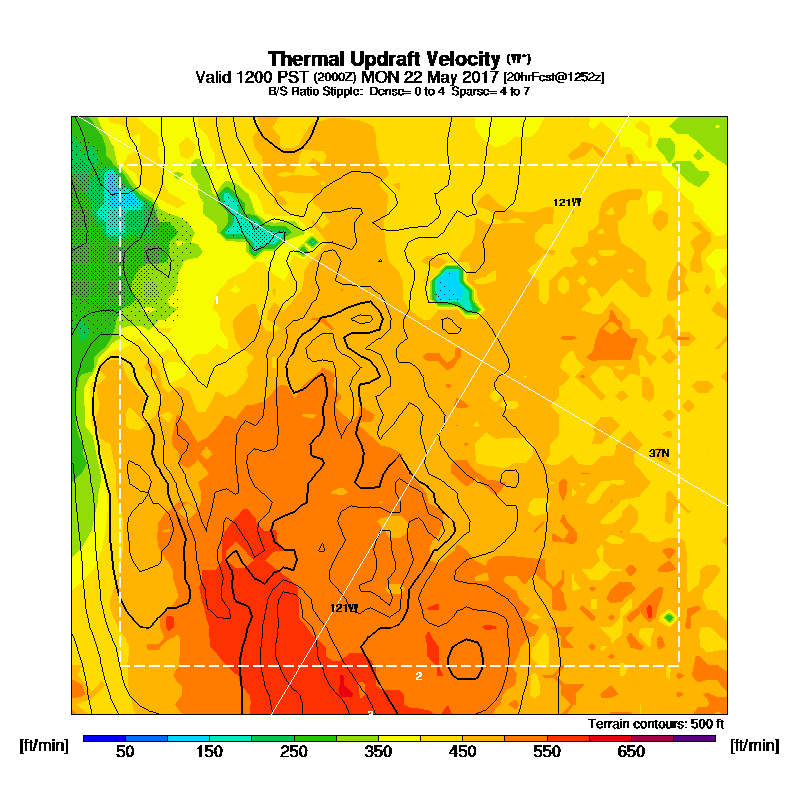 Thermal Updraft Velocity (W*)
Valid 1200 PST (2000Z) MON 22 May 2017 [20hrFcst@1252z]
B/S Ratio Stipple: Dense= 0 to 4 Sparse= 4 to 7
121W
1
37N
121W
2
Terrain contours: 500 ft
[ft/min] 50 150 250 350 450 550 650 [ft/min]